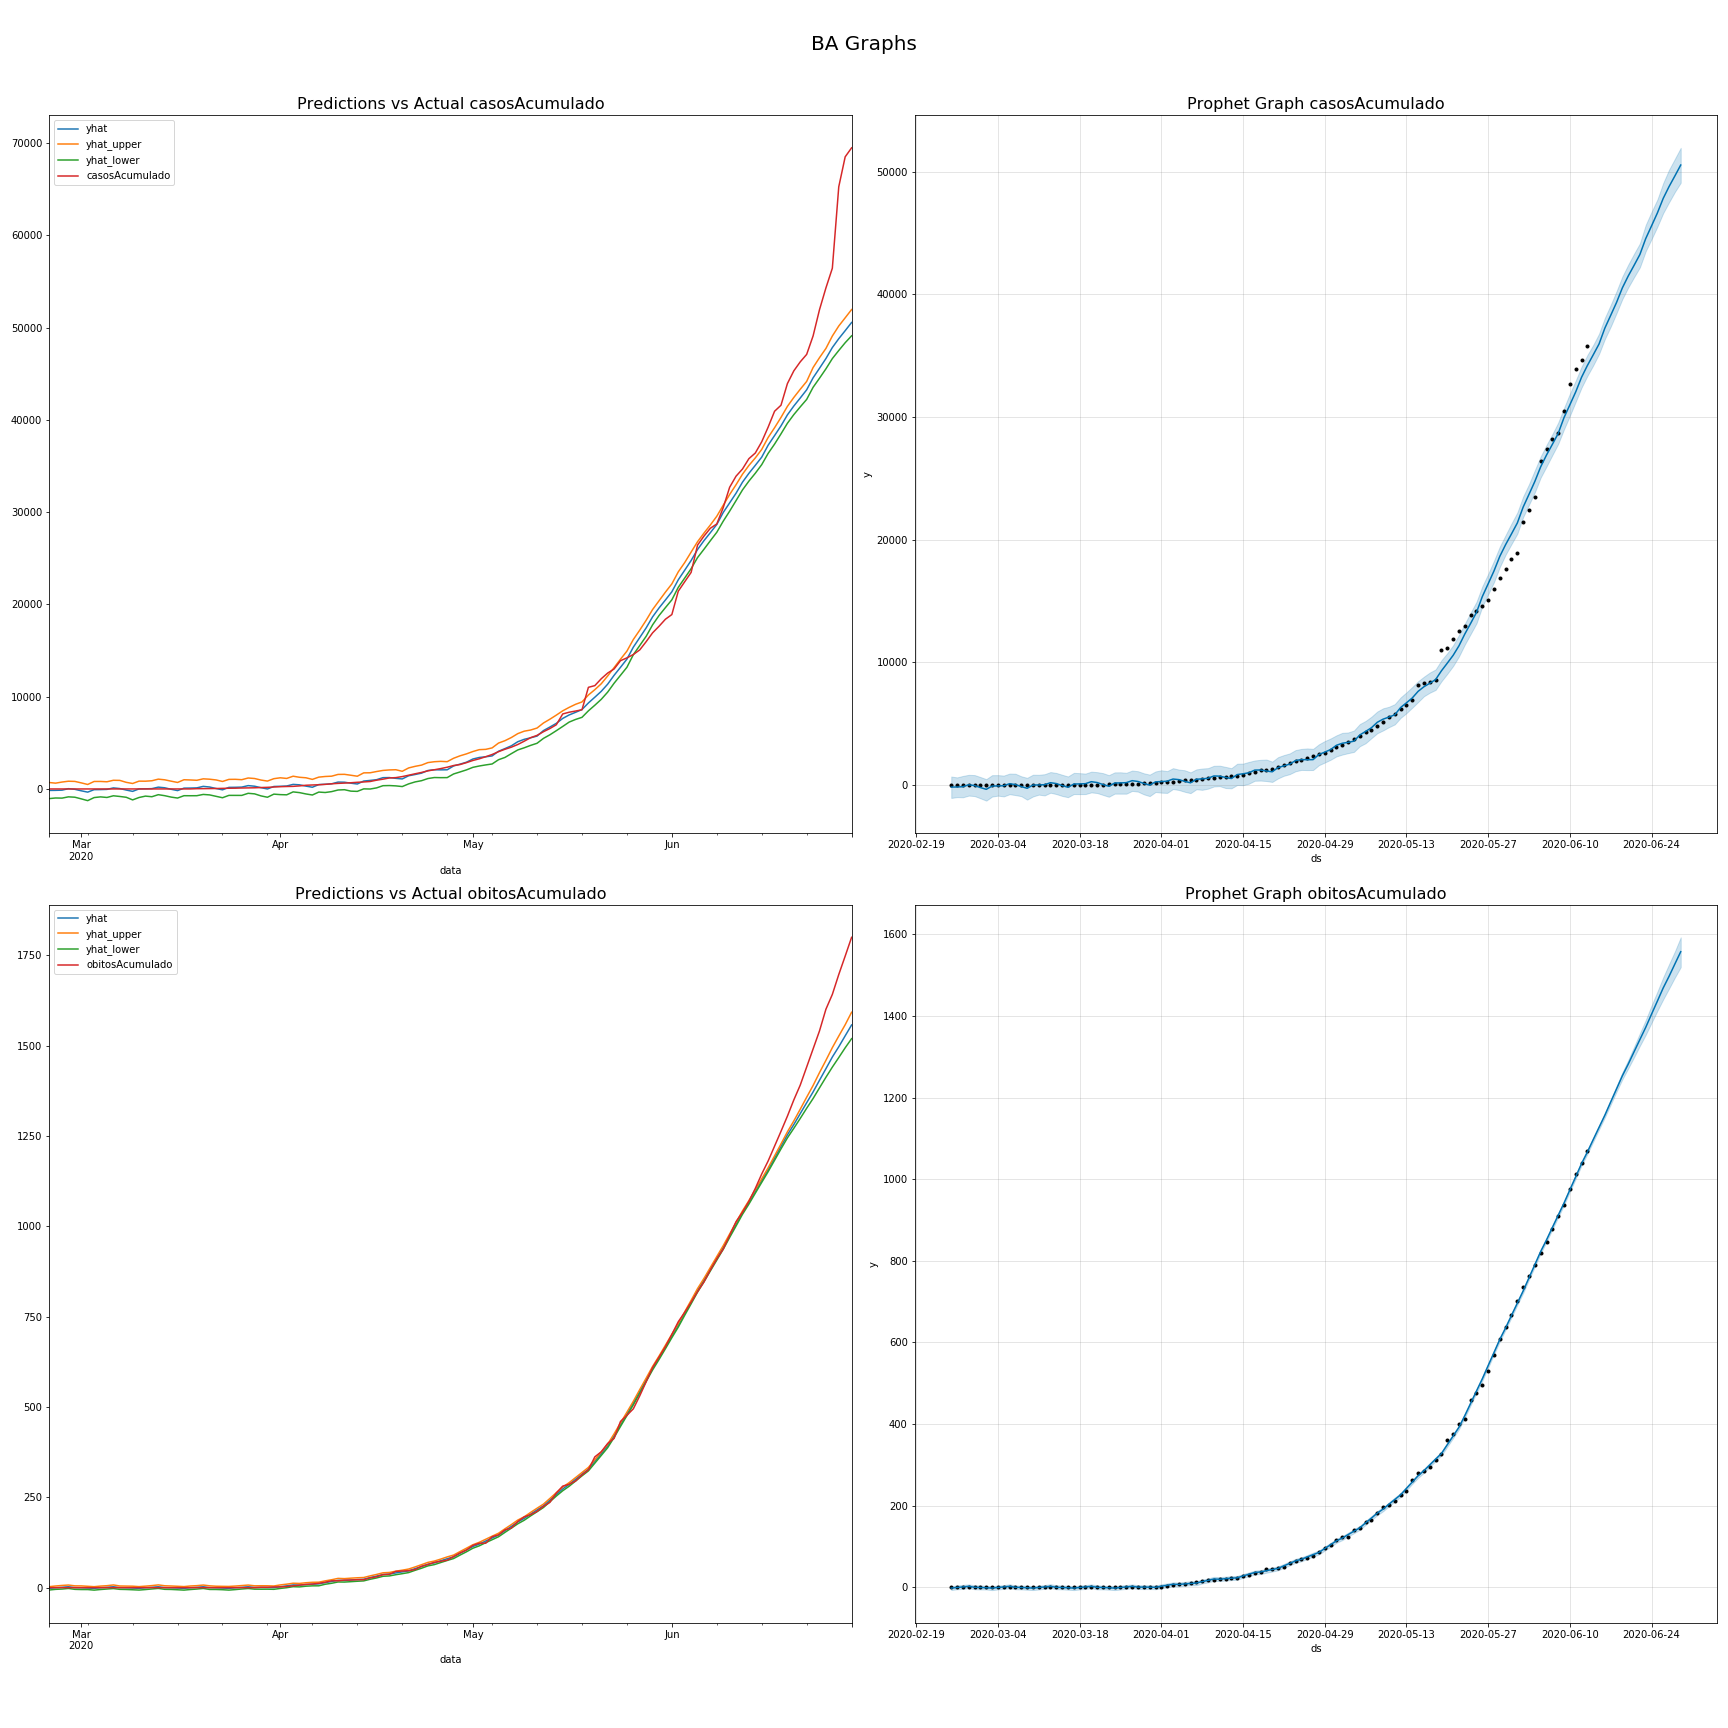 BA Graphs
Predictions vs Actual casosAcumulado
yhat
yhat_upper
yhat_lower
casosAcumulado
70000
60000
50000
40000
30000
20000
10000
0
Mar
2020
Apr
May
Jun
data
Prophet Graph casosAcumulado
y
50000
40000
30000
20000
10000
0
2020-02-19
2020-03-04
2020-03-18
2020-04-01
2020-04-15
2020-04-29
2020-05-13
2020-05-27
2020-06-10
2020-06-24
ds
Predictions vs Actual obitosAcumulado
yhat
yhat_upper
yhat_lower
obitosAcumulado
1750
1500
1250
1000
750
500
250
0
Mar
2020
Apr
May
Jun
data
Prophet Graph obitosAcumulado
y
1600
1400
1200
1000
800
600
400
200
0
2020-02-19
2020-03-04
2020-03-18
2020-04-01
2020-04-15
2020-04-29
2020-05-13
2020-05-27
2020-06-10
2020-06-24
ds